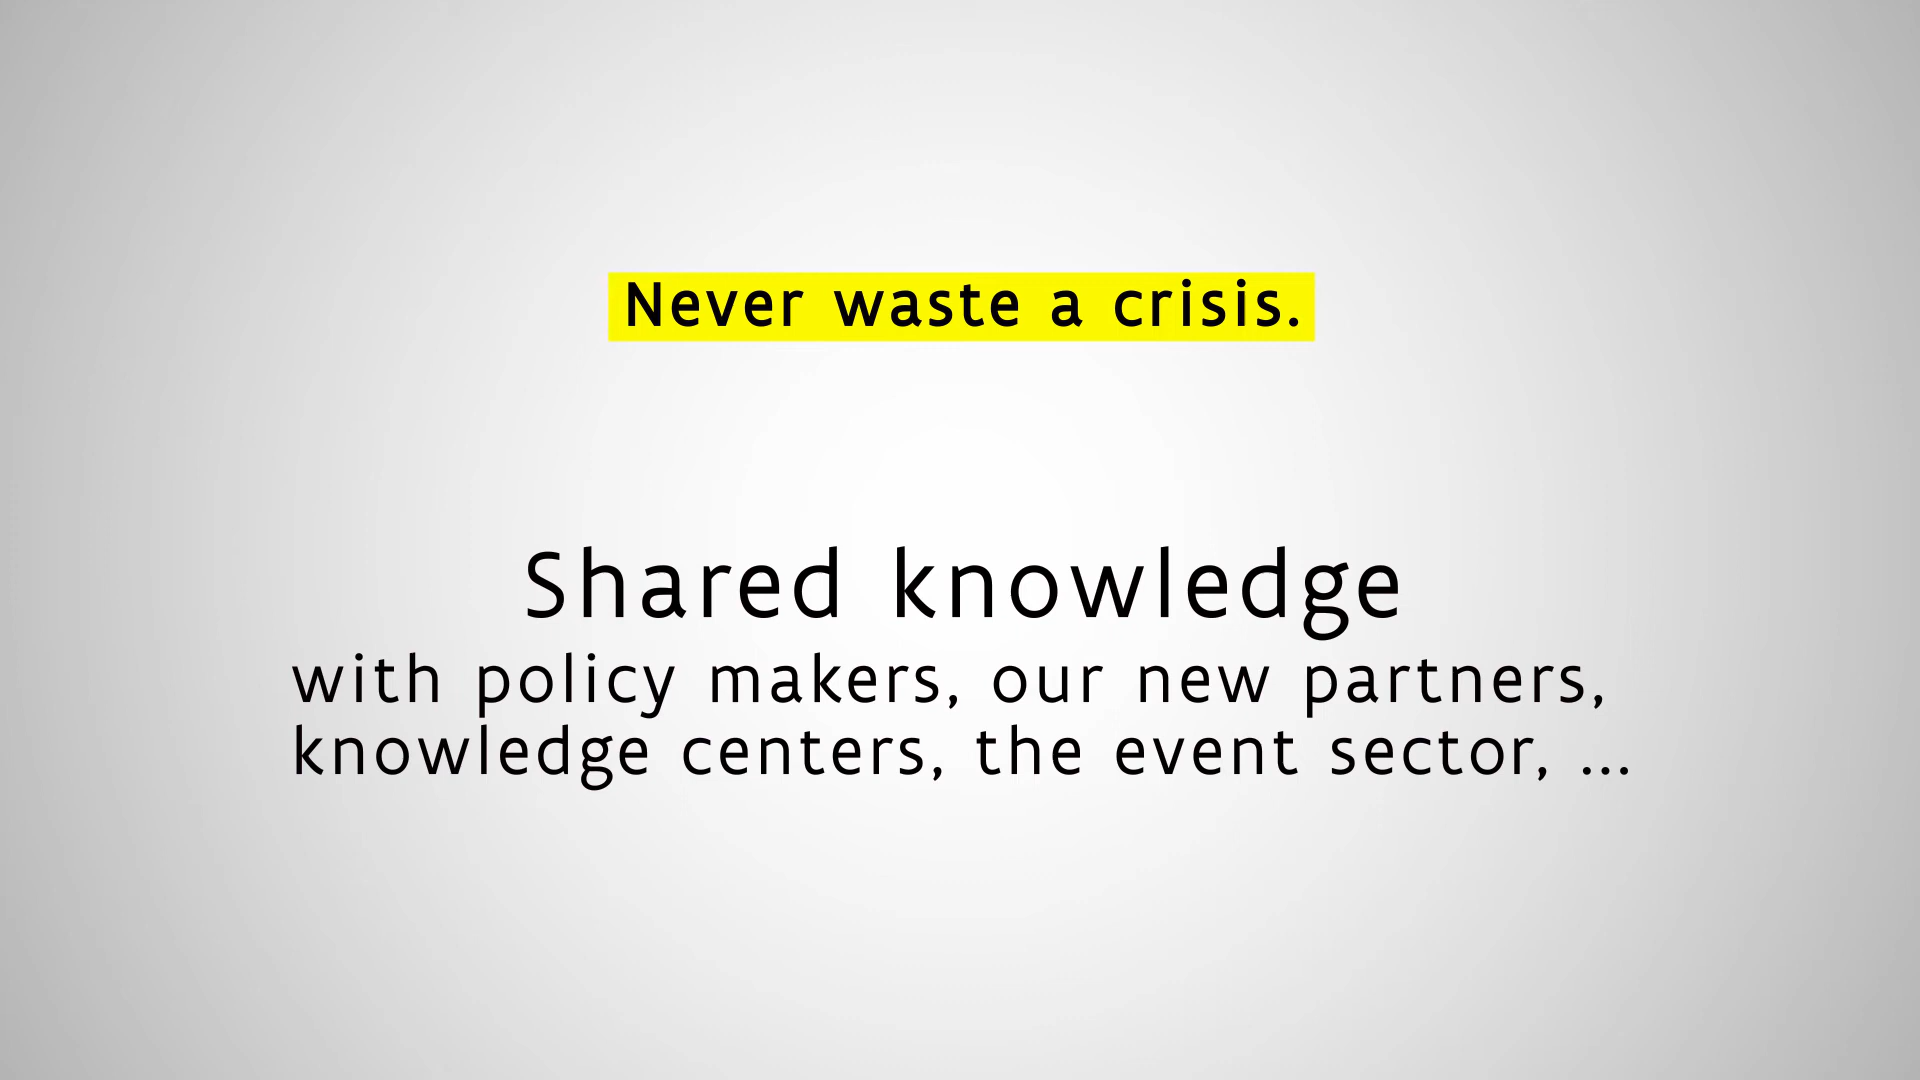 Never waste a crisis.
Shared knowledge
with policy makers, our new partners,
knowledge centers, the event sector, ...